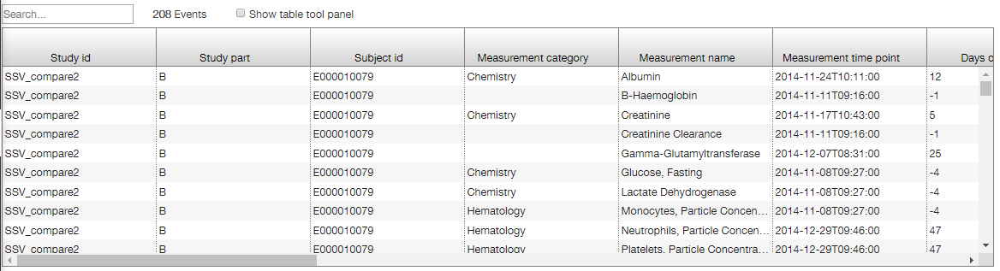 Search... 208 Events Show table tool panel
Study id Study part Subject id Measurement category Measurement name Measurement time point Days o
SSV_compare2 B E000010079 Chemistry Albumin 2014-11-24T10:11:00 12
SSV_compare2 B E000010079 B-Haemoglobin 2014-11-11T09:16:00 -1
SSV_compare2 B E000010079 Chemistry Creatinine 2014-11-17T10:43:00 5
SSV_compare2 B E000010079 Creatinine Clearance 2014-11-11T09:16:00 -1
SSV_compare2 B E000010079 Gamma-Glutamyltransferase 2014-12-07T08:31:00 25
SSV_compare2 B E000010079 Chemistry Glucose, Fasting 2014-11-08T09:27:00 -4
SSV_compare2 B E000010079 Chemistry Lactate Dehydrogenase 2014-11-08T09:27:00 -4
SSV_compare2 B E000010079 Hematology Monocytes, Particle Concen... 2014-11-08T09:27:00 -4
SSV_compare2 B E000010079 Hematology Neutrophils, Particle Concen... 2014-12-29T09:46:00 47
SSV_compare2 B E000010079 Hematology Platelets, Particle Concentra... 2014-12-29T09:46:00 47